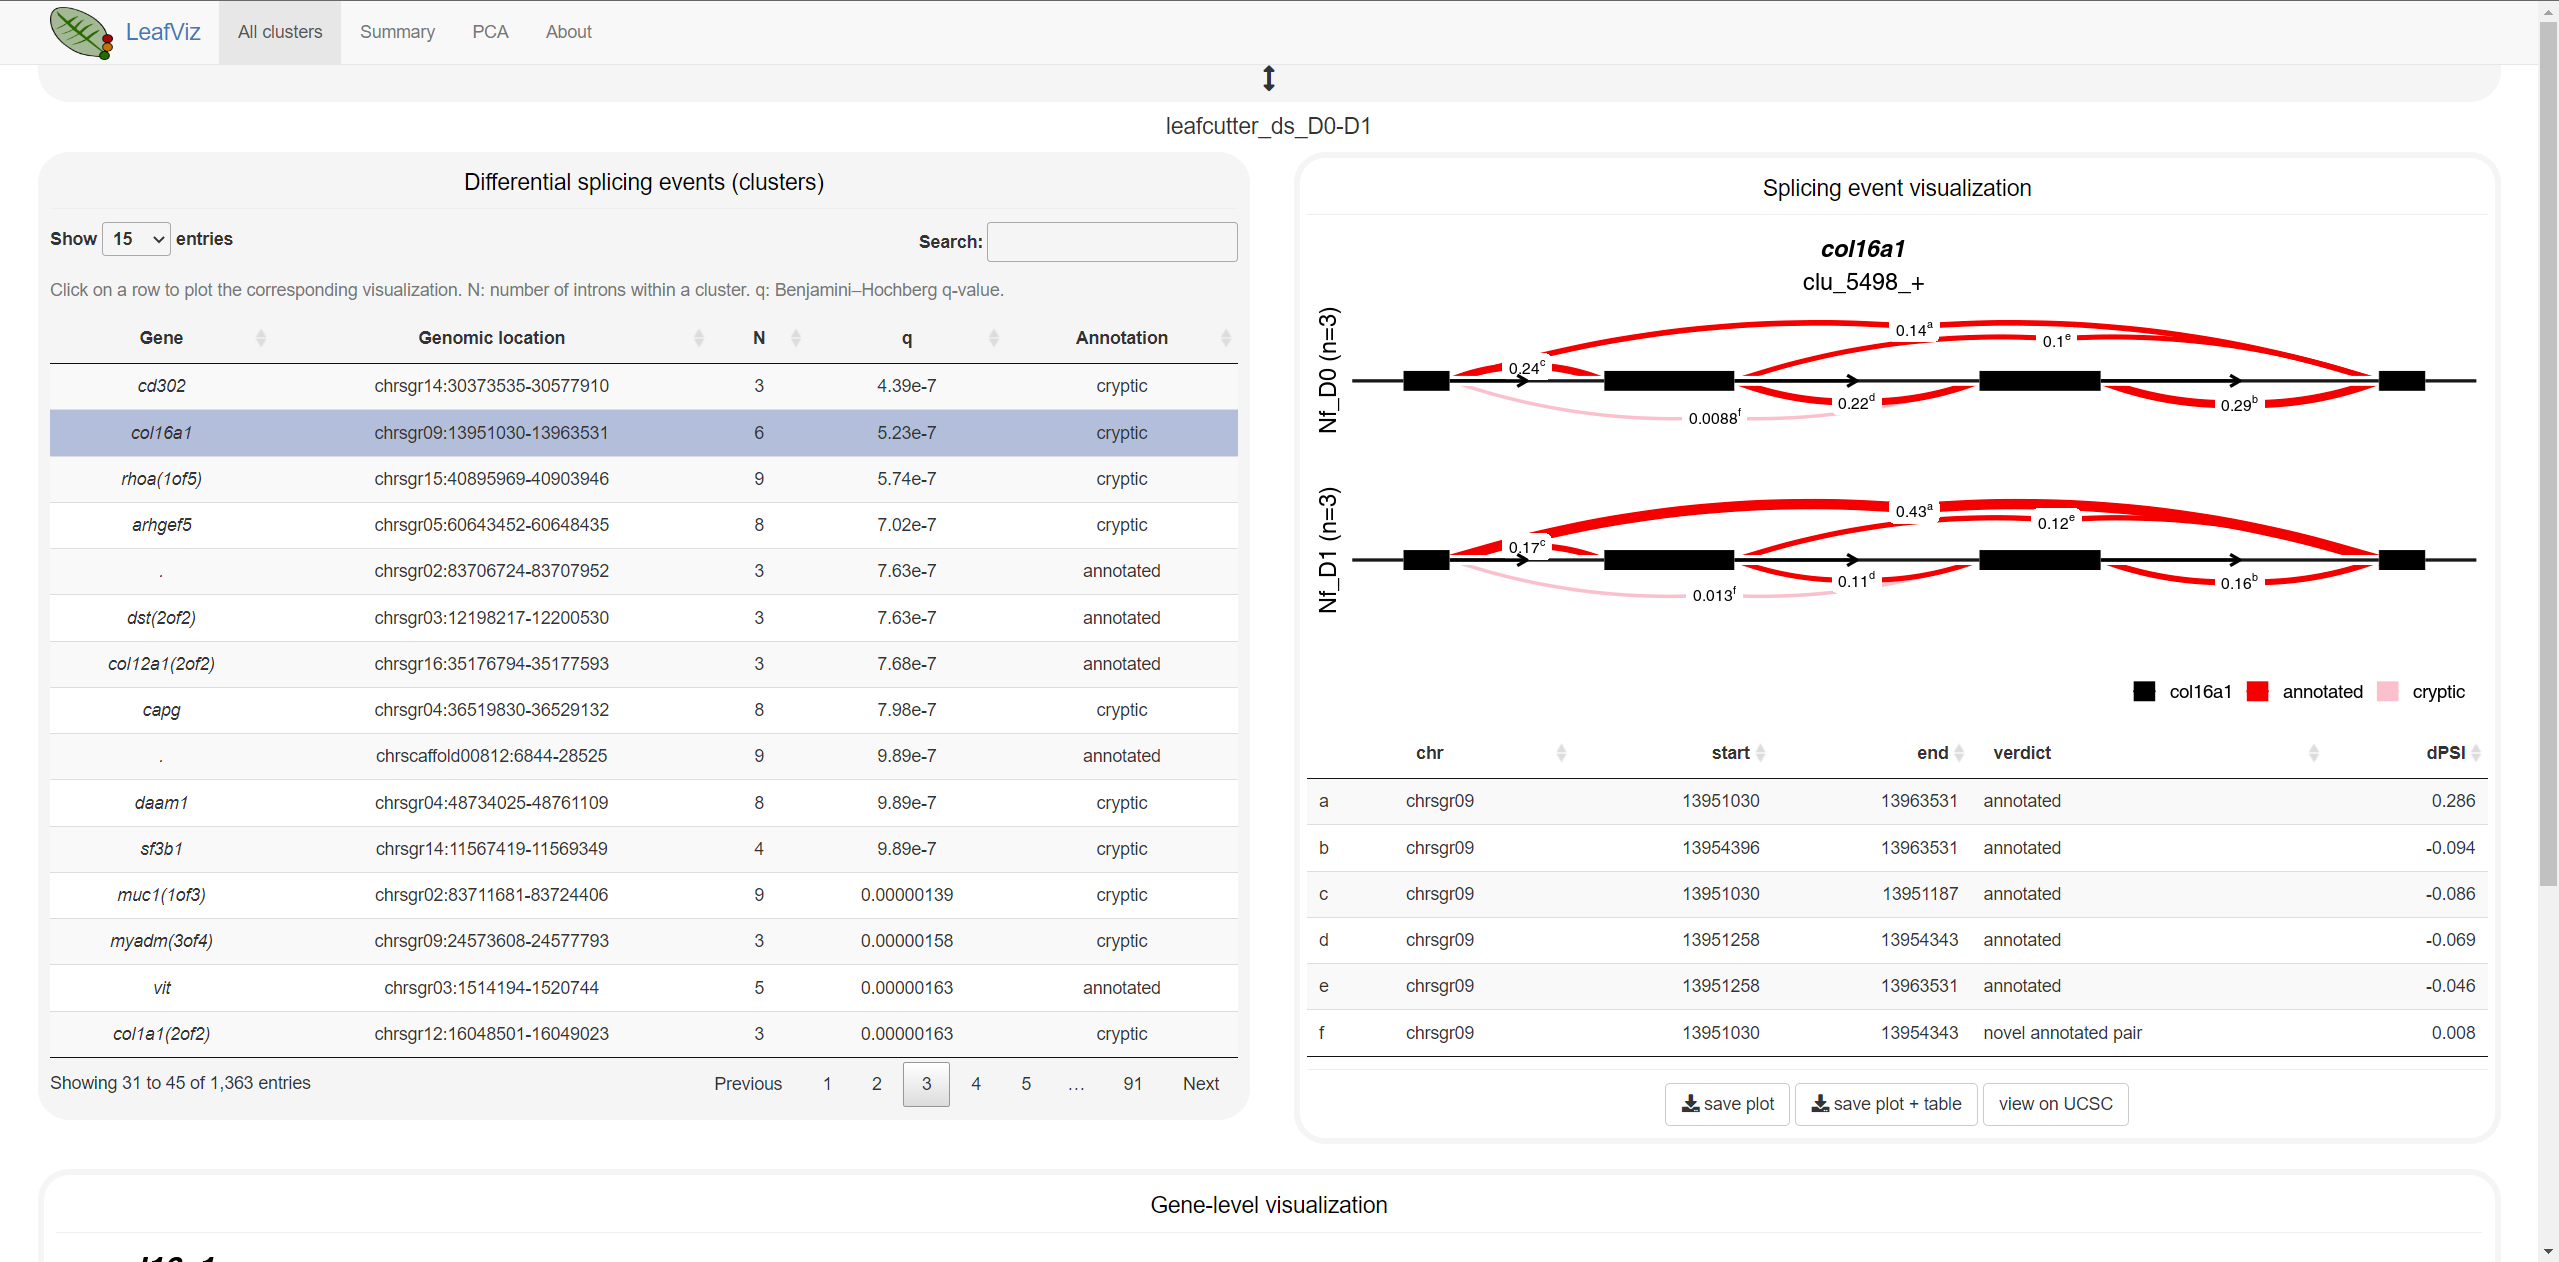 LeafViz All clusters Summary PCA About
leafcutter_ds_D0-D1
Differential splicing events (clusters)
Show 15 entries Search:
Click on a row to plot the corresponding visualization. N: number of introns within a cluster. q: Benjamini–Hochberg q-value.
Gene Genomic location N q Annotation
cd302 chrsgr14:30373535-30577910 3 4.39e-7 cryptic
col16a1 chrsgr09:13951030-13963531 6 5.23e-7 cryptic
rhoa(1of5) chrsgr15:40895969-40903946 9 5.74e-7 cryptic
arhgef5 chrsgr05:60643452-60648435 8 7.02e-7 cryptic
. chrsgr02:83706724-83707952 3 7.63e-7 annotated
dst(2of2) chrsgr03:12198217-12200530 3 7.63e-7 annotated
col12a1(2of2) chrsgr16:35176794-35177593 3 7.68e-7 annotated
capg chrsgr04:36519830-36529132 8 7.98e-7 cryptic
. chrscaffold00812:6844-28525 9 9.89e-7 annotated
daam1 chrsgr04:48734025-48761109 8 9.89e-7 cryptic
sf3b1 chrsgr14:11567419-11569349 4 9.89e-7 cryptic
muc1(1of3) chrsgr02:83711681-83724406 9 0.00000139 cryptic
myadm(3of4) chrsgr09:24573608-24577793 3 0.00000158 cryptic
vit chrsgr03:1514194-1520744 5 0.00000163 annotated
col1a1(2of2) chrsgr12:16048501-16049023 3 0.00000163 cryptic
Showing 31 to 45 of 1,363 entries Previous 1 2 3 4 5 … 91 Next
Splicing event visualization
col16a1
clu_5498_+
Nf_D0 (n=3)
0.14a
0.1e
0.24c
0.22d
0.29b
0.0088f
Nf_D1 (n=3)
0.43a
0.12e
0.17c
0.11d
0.16b
0.013f
col16a1 annotated cryptic
chr start end verdict dPSI
a chrsgr09 13951030 13963531 annotated 0.286
b chrsgr09 13954396 13963531 annotated -0.094
c chrsgr09 13951030 13951187 annotated -0.086
d chrsgr09 13951258 13954343 annotated -0.069
e chrsgr09 13951258 13963531 annotated -0.046
f chrsgr09 13951030 13954343 novel annotated pair 0.008
save plot save plot + table view on UCSC
Gene-level visualization